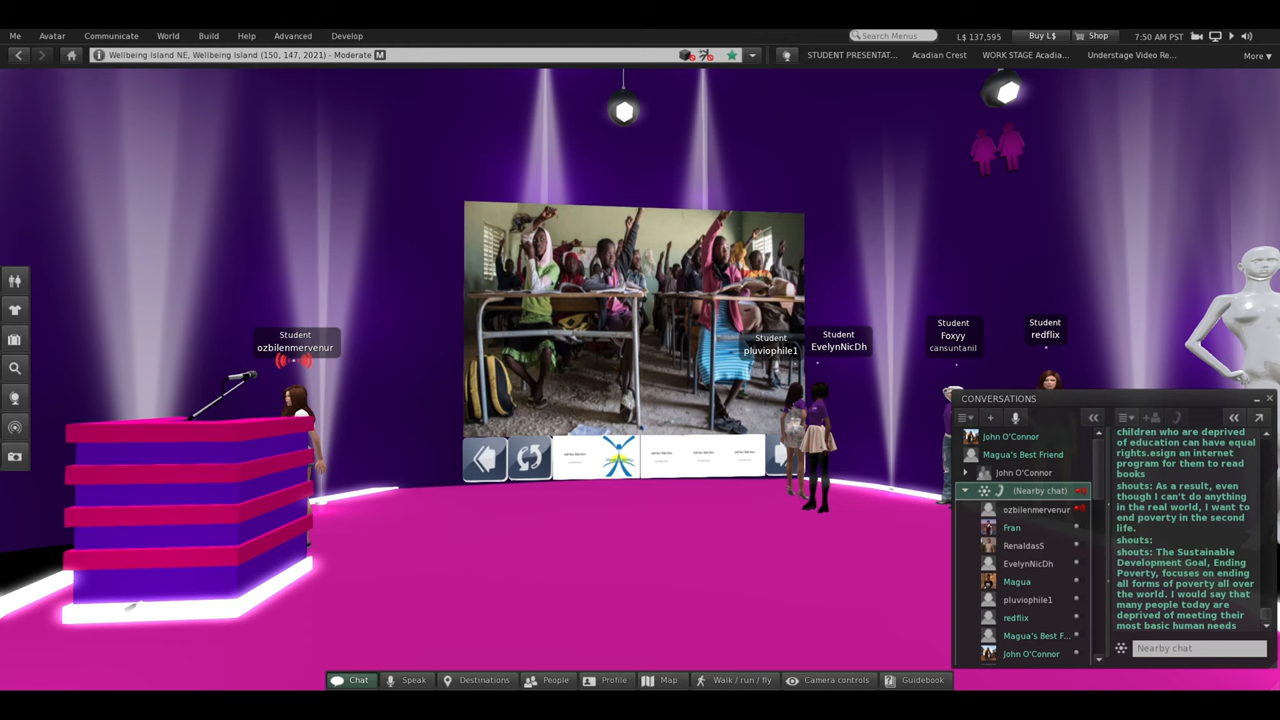 Me Avatar Communicate World Build Help Advanced Develop
Search Menus
L$ 137,595
Buy L$
Shop
7:50 AM PST
Wellbeing Island NE, Wellbeing Island (150, 147, 2021) - Moderate M
STUDENT PRESENTAT... Acadian Crest WORK STAGE Acadia... Understage Video Re...
More
Student
ozbilenmervenur
Student
pluviophile1
Student
EvelynNicDh
Student
Foxyy
cansuntanil
Student
redflix
CONVERSATIONS
John O'Connor
Magua's Best Friend
John O'Connor
(Nearby chat)
ozbilenmervenur
Fran
RenaldasS
EvelynNicDh
Magua
pluviophile1
redflix
Magua's Best F...
John O'Connor
children who are deprived
of education can have equal
rights.esign an internet
program for them to read
books
shouts: As a result, even
though I can't do anything
in the real world, I want to
end poverty in the second
life.
shouts:
shouts: The Sustainable
Development Goal, Ending
Poverty, focuses on ending
all forms of poverty all over
the world. I would say that
many people today are
deprived of meeting their
most basic human needs
Nearby chat
Chat Speak Destinations People Profile Map Walk / run / fly Camera controls Guidebook